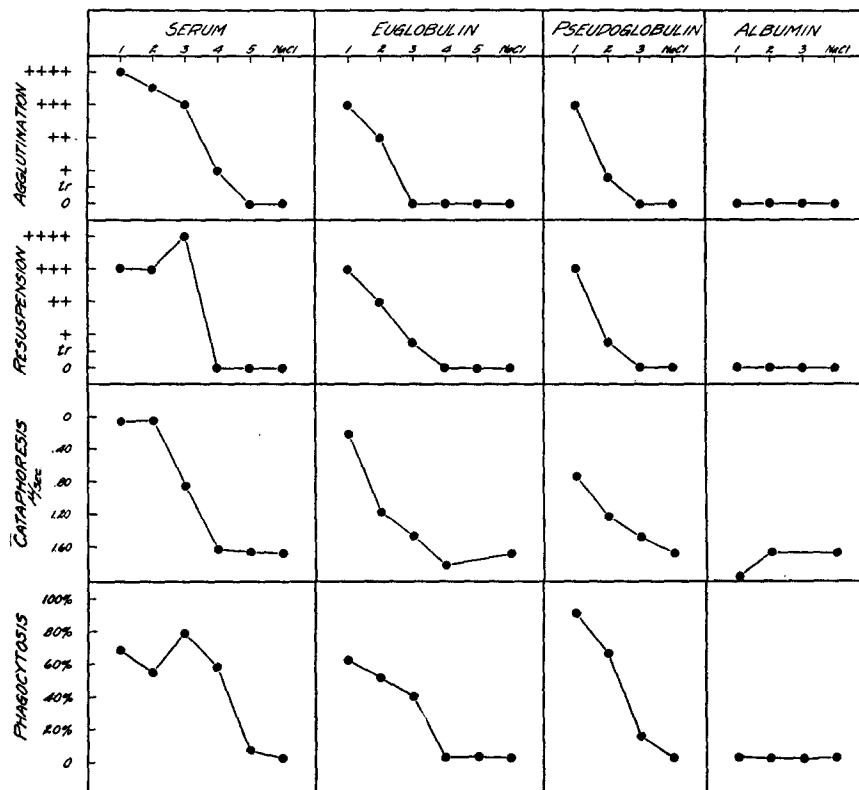 SERUM EUGLOBULIN PSEUDOGLOBULIN ALBUMIN
1 2 3 4 5 NaCl 1 2 3 4 5 NaCl 1 2 3 NaCl 1 2 3 NaCl
AGGLUTINATION
++++
+++
++
+
tr
0
RESUSPENSION
++++
+++
++
+
tr
0
CATAPHORESIS
μ/sec
0
.40
.80
1.20
1.60
PHAGOCYTOSIS
100%
80%
60%
40%
20%
0